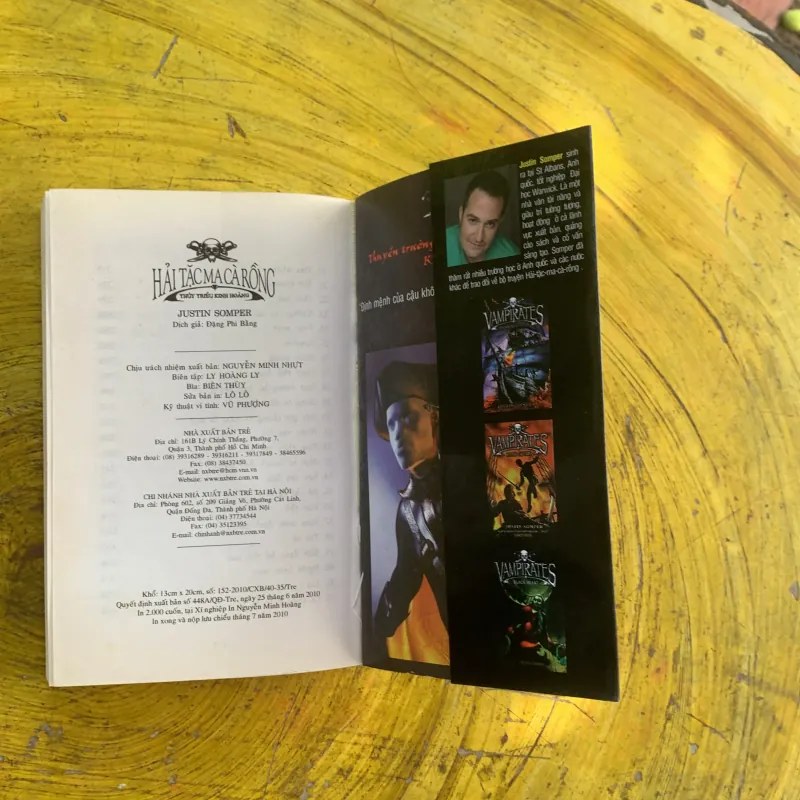 HẢI TẶC MA CÀ RỒNG
THỦY TRIỀU KINH HOÀNG
JUSTIN SOMPER
Dịch giả: Đặng Phi Bằng
Chịu trách nhiệm xuất bản: NGUYỄN MINH NHỰT
Biên tập: LY HOÀNG LY
Bìa: BIÊN THÙY
Sửa bản in: LÔ LÔ
Kỹ thuật vi tính: VŨ PHƯỢNG
NHÀ XUẤT BẢN TRẺ
Địa chỉ: 161B Lý Chính Thắng, Phường 7,
Quận 3, Thành phố Hồ Chí Minh
Điện thoại: (08) 39316289 - 39316211 - 39317849 - 38465596
Fax: (08) 38437450
E-mail: nxbtre@hcm.vnn.vn
Website: www.nxbtre.com.vn
CHI NHÁNH NHÀ XUẤT BẢN TRẺ TẠI HÀ NỘI
Địa chỉ: Phòng 602, số 209 Giảng Võ, Phường Cát Linh,
Quận Đống Đa, Thành phố Hà Nội
Điện thoại: (04) 37734544
Fax: (04) 35123395
E-mail: chinhanh@nxbtre.com.vn
Khổ: 13cm x 20cm, số: 152-2010/CXB/40-35/Tre
Quyết định xuất bản số 448A/QĐ-Tre, ngày 25 tháng 6 năm 2010
In 2.000 cuốn, tại Xí nghiệp In Nguyễn Minh Hoàng
In xong và nộp lưu chiểu tháng 7 năm 2010
Thuyền trưởng
K
Định mệnh của cậu khô
Justin Somper sinh
ra tại St Albans, Anh
quốc, tốt nghiệp Đại
học Warwick. Là một
nhà văn tài năng và
giàu trí tưởng tượng,
hoạt động ở cả lãnh
vực xuất bản, quảng
cáo sách và cố vấn
sáng tạo. Somper đã
thăm rất nhiều trường học ở Anh quốc và các nước
khác để trao đổi về bộ truyện Hải-tặc-ma-cà-rồng.
VAMPIRATES
VAMPIRATES
VAMPIRATES